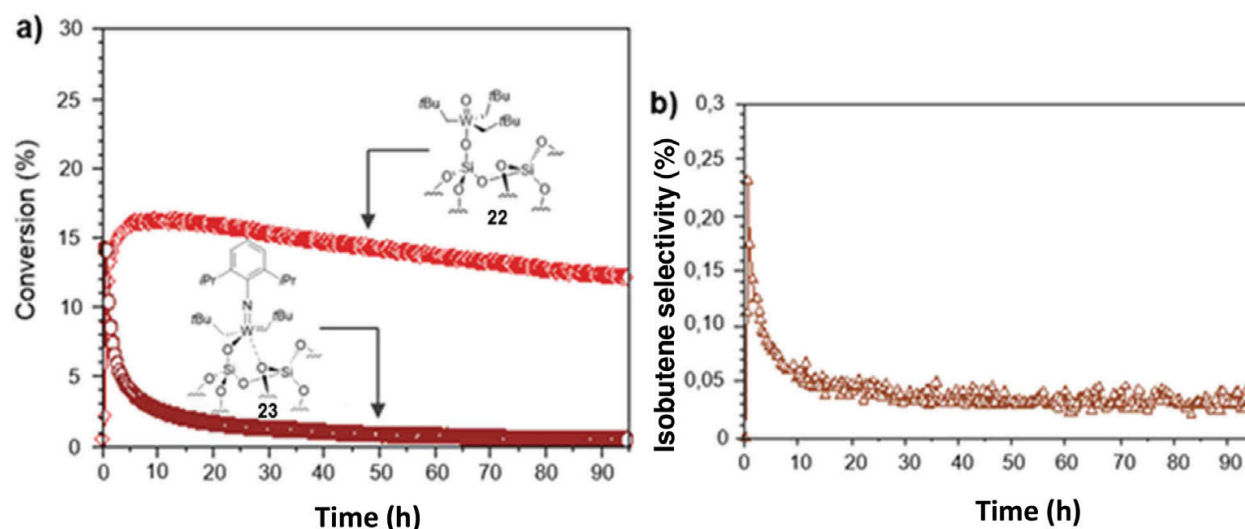 a)
30
25
20
15
10
5
0
Conversion (%)
0 10 20 30 40 50 60 70 80 90
Time (h)
O
tBu
tBu
W
tBu
O
Si
O
O
Si
O
O
O
O
22
iPr
iPr
N
tBu
tBu
W
O
O
O
Si
Si
O
O
O
O
23
b)
0,3
0,25
0,20
0,15
0,10
0,05
0
Isobutene selectivity (%)
0 10 20 30 40 50 60 70 80 90
Time (h)